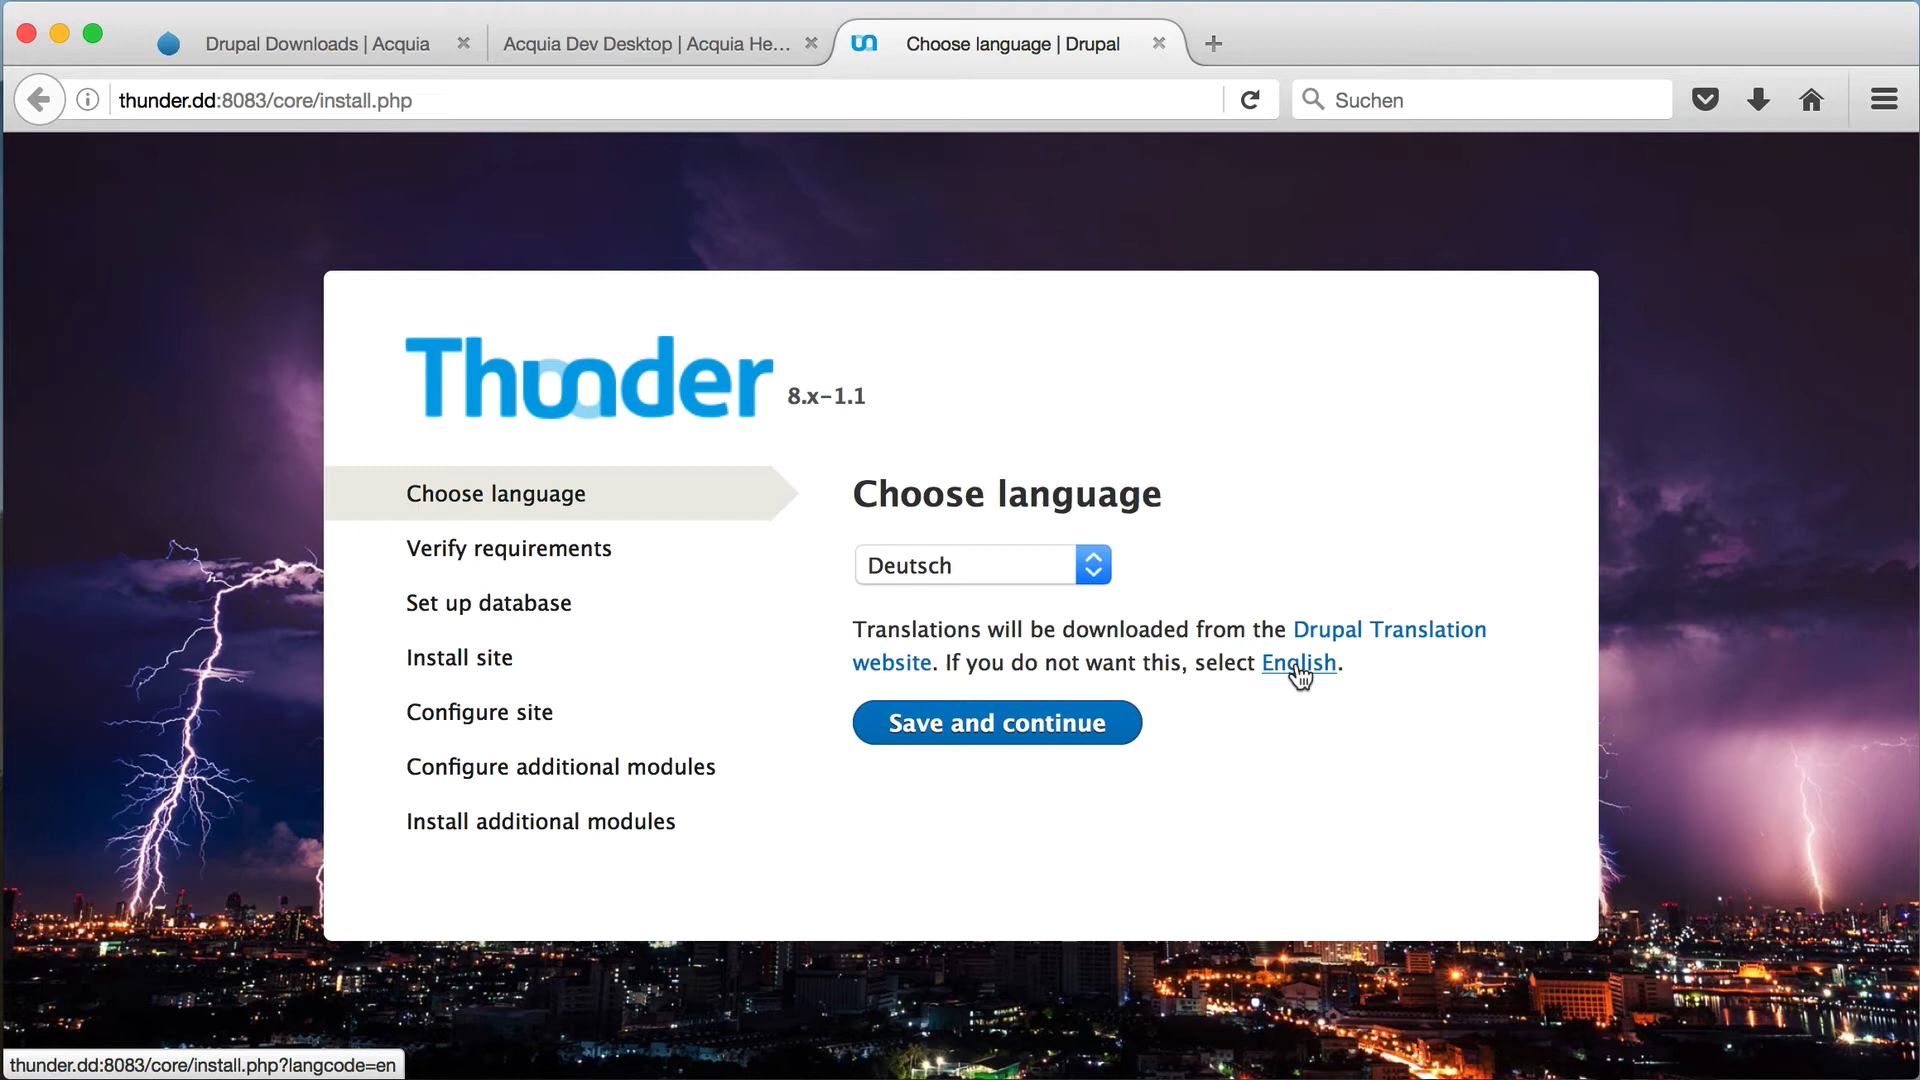 Drupal Downloads | Acquia
Acquia Dev Desktop | Acquia He...
Choose language | Drupal
thunder.dd:8083/core/install.php
Suchen
Thunder 8.x-1.1
Choose language
Verify requirements
Set up database
Install site
Configure site
Configure additional modules
Install additional modules
Choose language
Deutsch
Translations will be downloaded from the Drupal Translation
website. If you do not want this, select English.
Save and continue
thunder.dd:8083/core/install.php?langcode=en